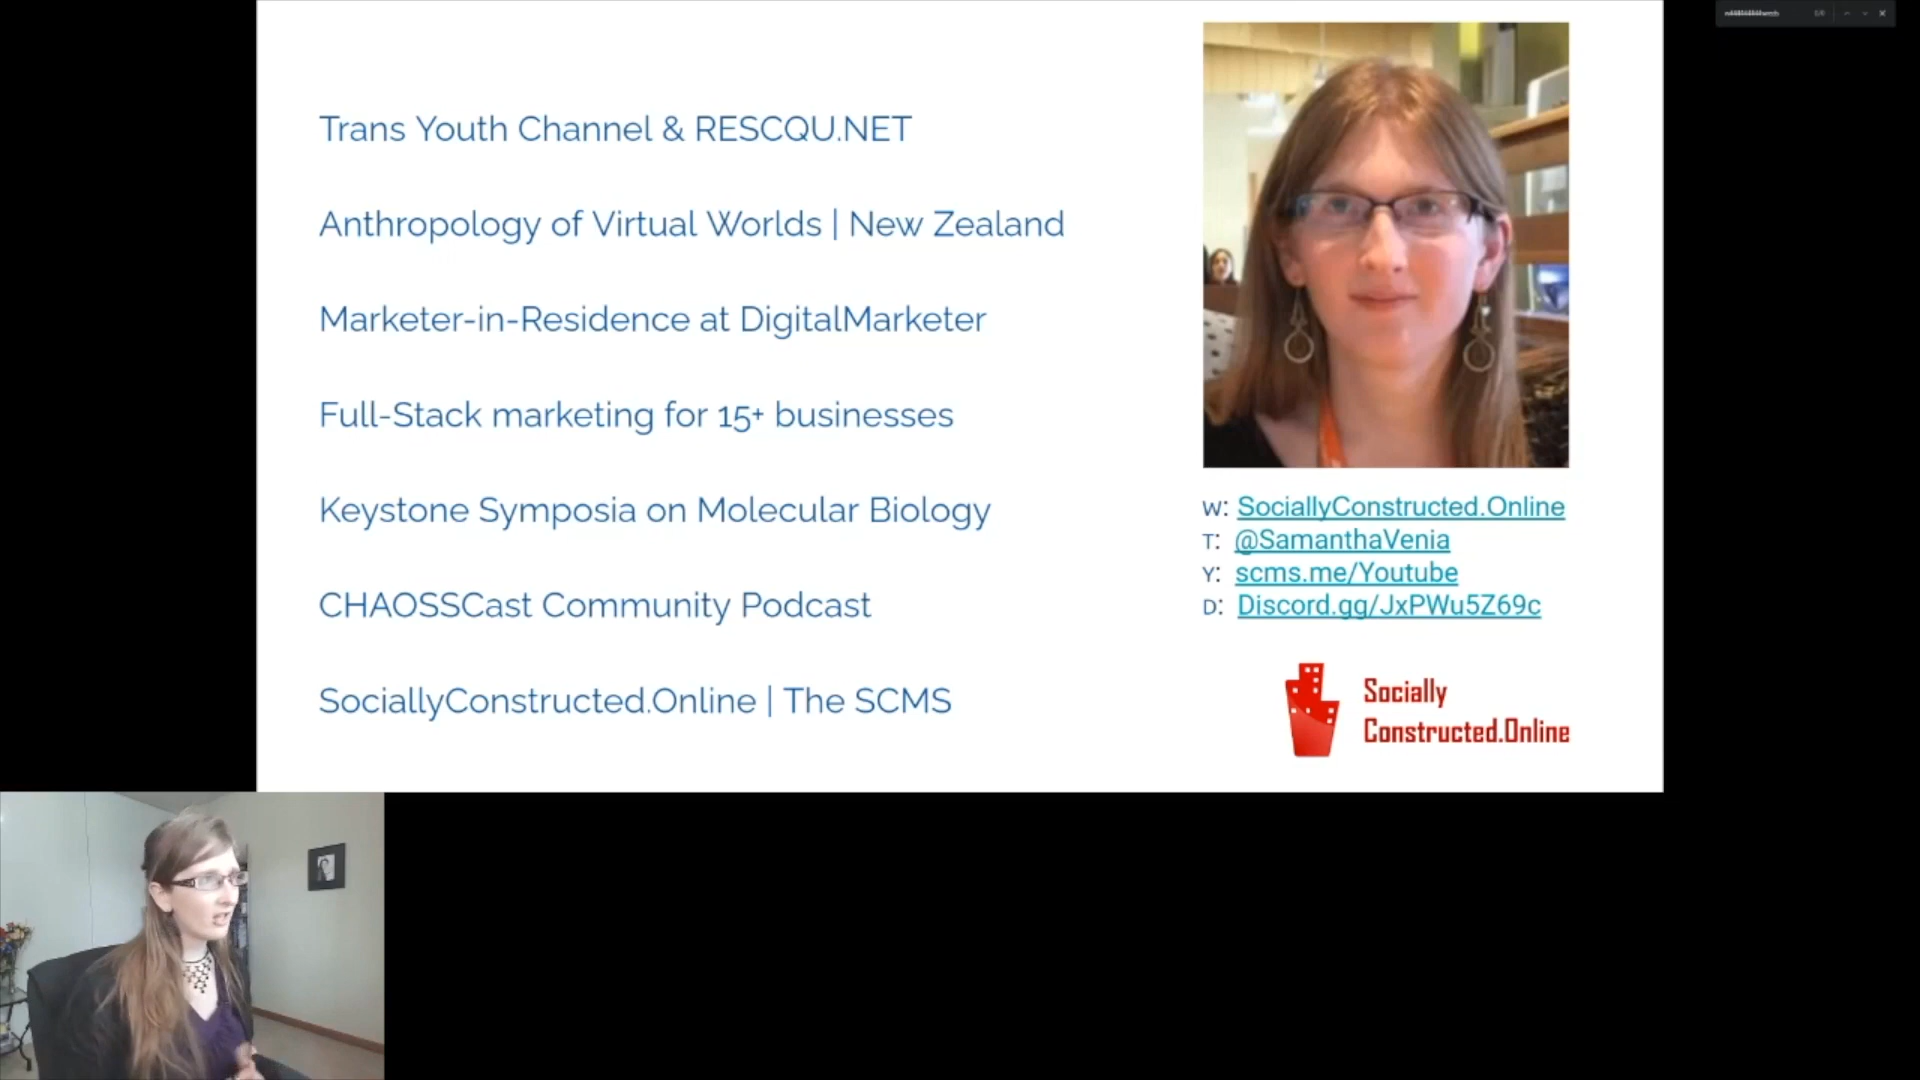 Trans Youth Channel & RESCQU.NET
Anthropology of Virtual Worlds | New Zealand
Marketer-in-Residence at DigitalMarketer
Full-Stack marketing for 15+ businesses
Keystone Symposia on Molecular Biology
CHAOSSCast Community Podcast
SociallyConstructed.Online | The SCMS
W: SociallyConstructed.Online
T: @SamanthaVenia
Y: scms.me/Youtube
D: Discord.gg/JxPWu5Z69c
Socially
Constructed.Online